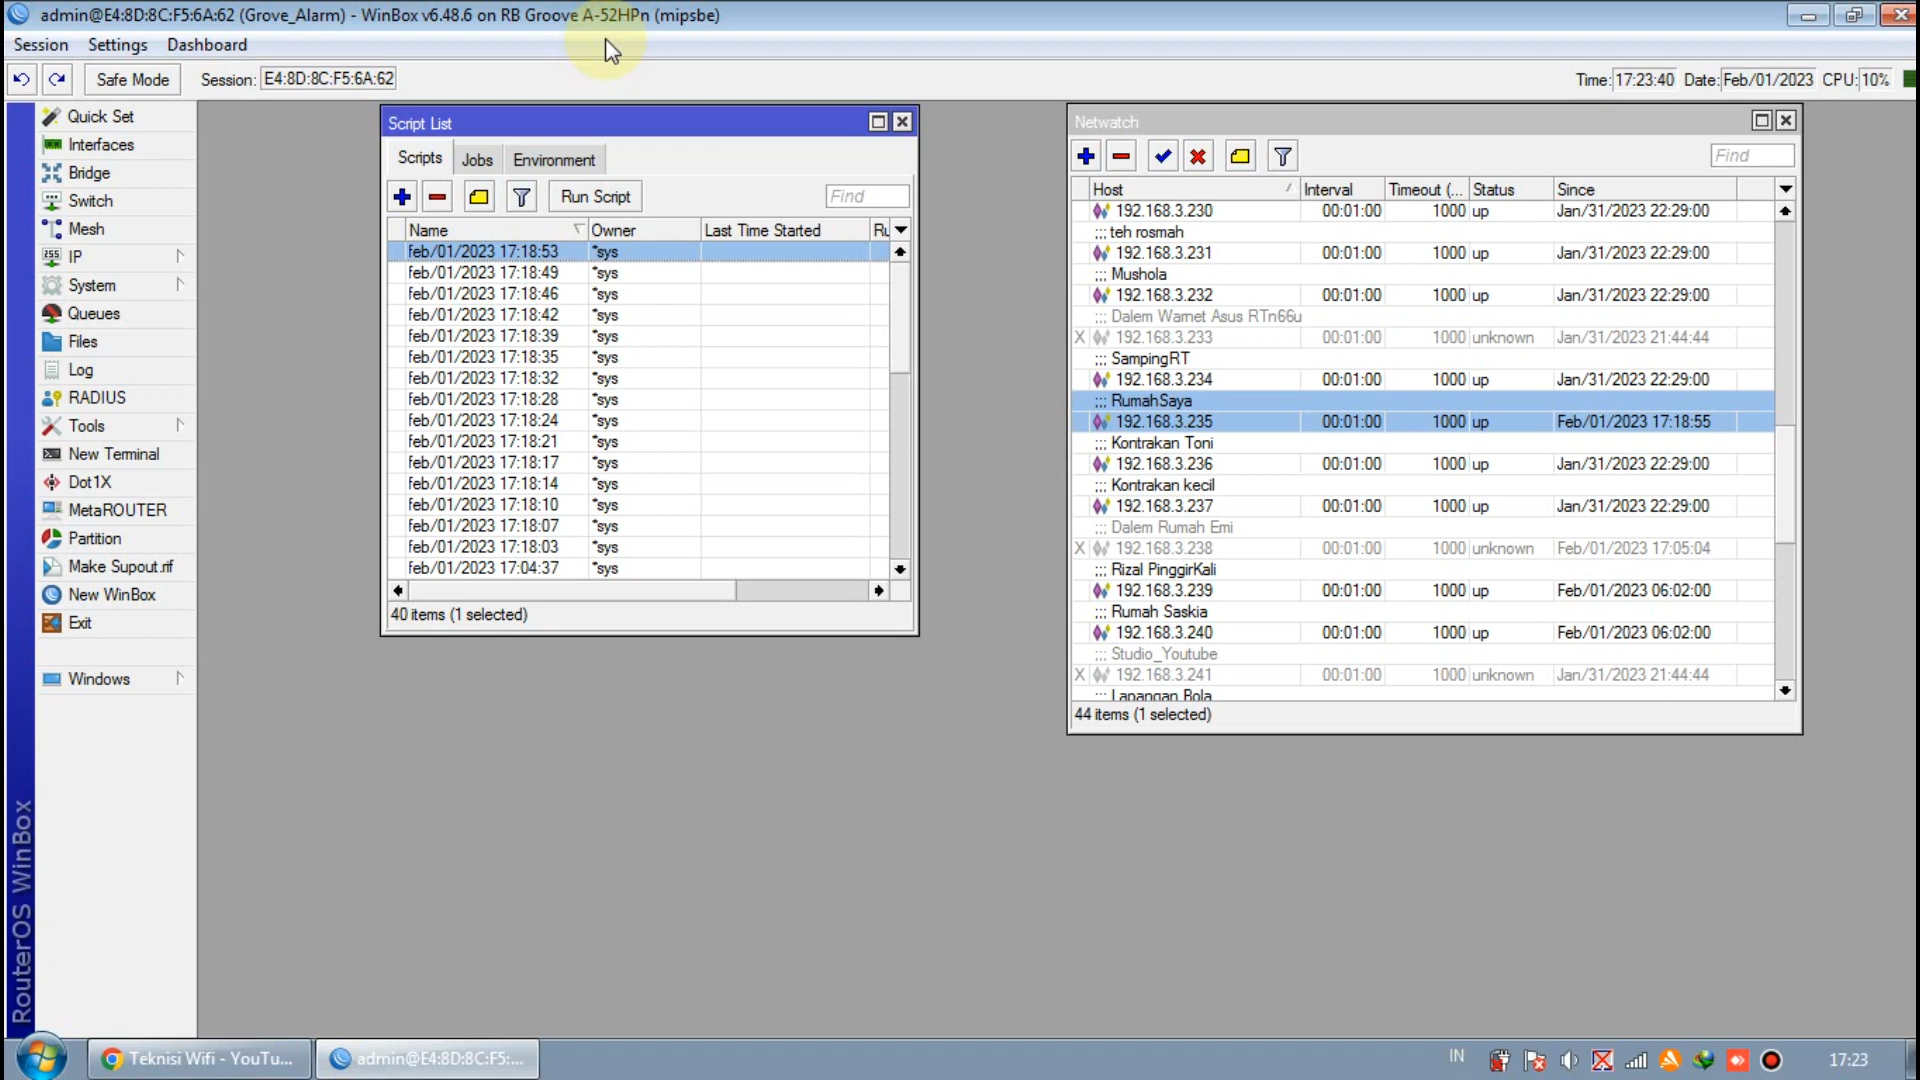 admin@E4:8D:8C:F5:6A:62 (Grove_Alarm) - WinBox v6.48.6 on RB Groove A-52HPn (mipsbe)
Session Settings Dashboard
Safe Mode Session: E4:8D:8C:F5:6A:62 Time: 17:23:40 Date: Feb/01/2023 CPU: 10%
Quick Set
Interfaces
Bridge
Switch
Mesh
IP
System
Queues
Files
Log
RADIUS
Tools
New Terminal
Dot1X
MetaROUTER
Partition
Make Supout.rif
New WinBox
Exit
Windows
RouterOS WinBox
Script List
Scripts Jobs Environment
Run Script Find
Name Owner Last Time Started Ru
feb/01/2023 17:18:53 *sys
feb/01/2023 17:18:49 *sys
feb/01/2023 17:18:46 *sys
feb/01/2023 17:18:42 *sys
feb/01/2023 17:18:39 *sys
feb/01/2023 17:18:35 *sys
feb/01/2023 17:18:32 *sys
feb/01/2023 17:18:28 *sys
feb/01/2023 17:18:24 *sys
feb/01/2023 17:18:21 *sys
feb/01/2023 17:18:17 *sys
feb/01/2023 17:18:14 *sys
feb/01/2023 17:18:10 *sys
feb/01/2023 17:18:07 *sys
feb/01/2023 17:18:03 *sys
feb/01/2023 17:04:37 *sys
40 items (1 selected)
Netwatch
Find
Host Interval Timeout (... Status Since
192.168.3.230 00:01:00 1000 up Jan/31/2023 22:29:00
;;; teh rosmah
192.168.3.231 00:01:00 1000 up Jan/31/2023 22:29:00
;;; Mushola
192.168.3.232 00:01:00 1000 up Jan/31/2023 22:29:00
;;; Dalem Warnet Asus RTn66u
X 192.168.3.233 00:01:00 1000 unknown Jan/31/2023 21:44:44
;;; SampingRT
192.168.3.234 00:01:00 1000 up Jan/31/2023 22:29:00
;;; RumahSaya
192.168.3.235 00:01:00 1000 up Feb/01/2023 17:18:55
;;; Kontrakan Toni
192.168.3.236 00:01:00 1000 up Jan/31/2023 22:29:00
;;; Kontrakan kecil
192.168.3.237 00:01:00 1000 up Jan/31/2023 22:29:00
;;; Dalem Rumah Emi
X 192.168.3.238 00:01:00 1000 unknown Feb/01/2023 17:05:04
;;; Rizal PinggirKali
192.168.3.239 00:01:00 1000 up Feb/01/2023 06:02:00
;;; Rumah Saskia
192.168.3.240 00:01:00 1000 up Feb/01/2023 06:02:00
;;; Studio_Youtube
X 192.168.3.241 00:01:00 1000 unknown Jan/31/2023 21:44:44
;;; Lapangan Bola
44 items (1 selected)
Teknisi Wifi - YouTu... admin@E4:8D:8C:F5:... IN 17:23